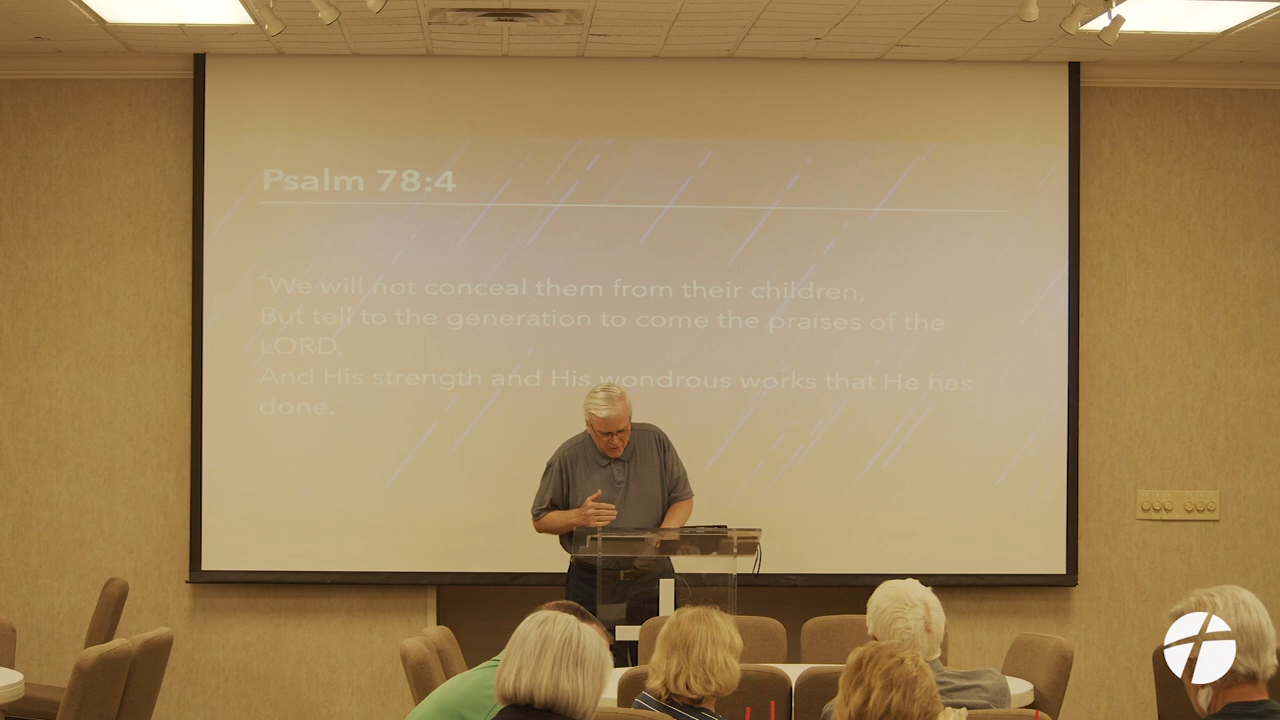 Psalm 78:4
"We will not conceal them from their children,
But tell to the generation to come the praises of the
LORD,
And His strength and His wondrous works that He has
done.